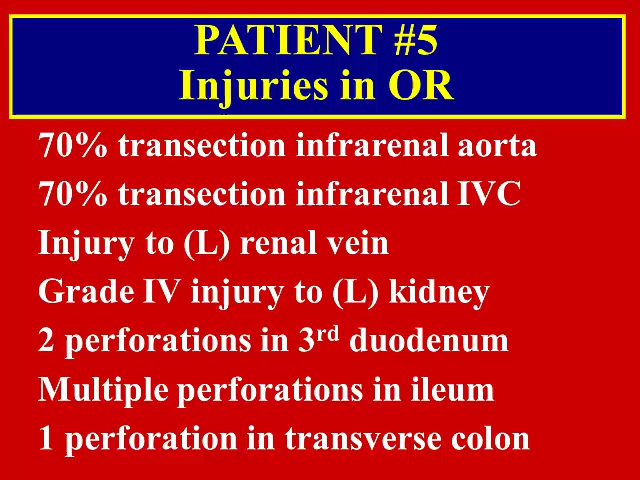 PATIENT #5
Injuries in OR
70% transection infrarenal aorta
70% transection infrarenal IVC
Injury to (L) renal vein
Grade IV injury to (L) kidney
2 perforations in 3rd duodenum
Multiple perforations in ileum
1 perforation in transverse colon